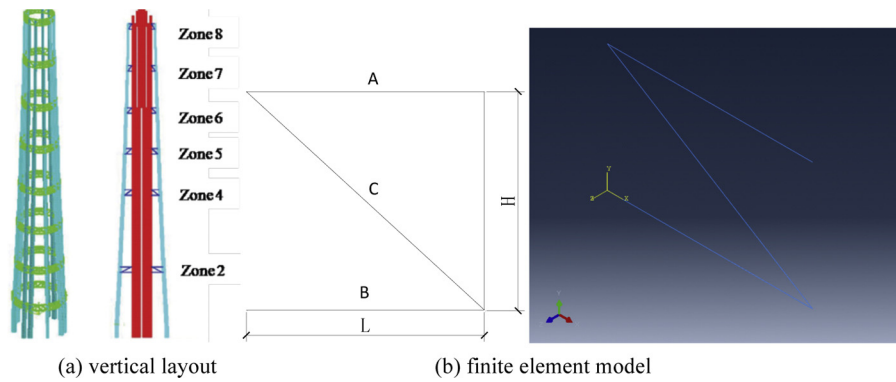 Zone 8
Zone 7
Zone 6
Zone 5
Zone 4
Zone 2
A
C
B
H
L
Y
X
Z
(a) vertical layout
(b) finite element model